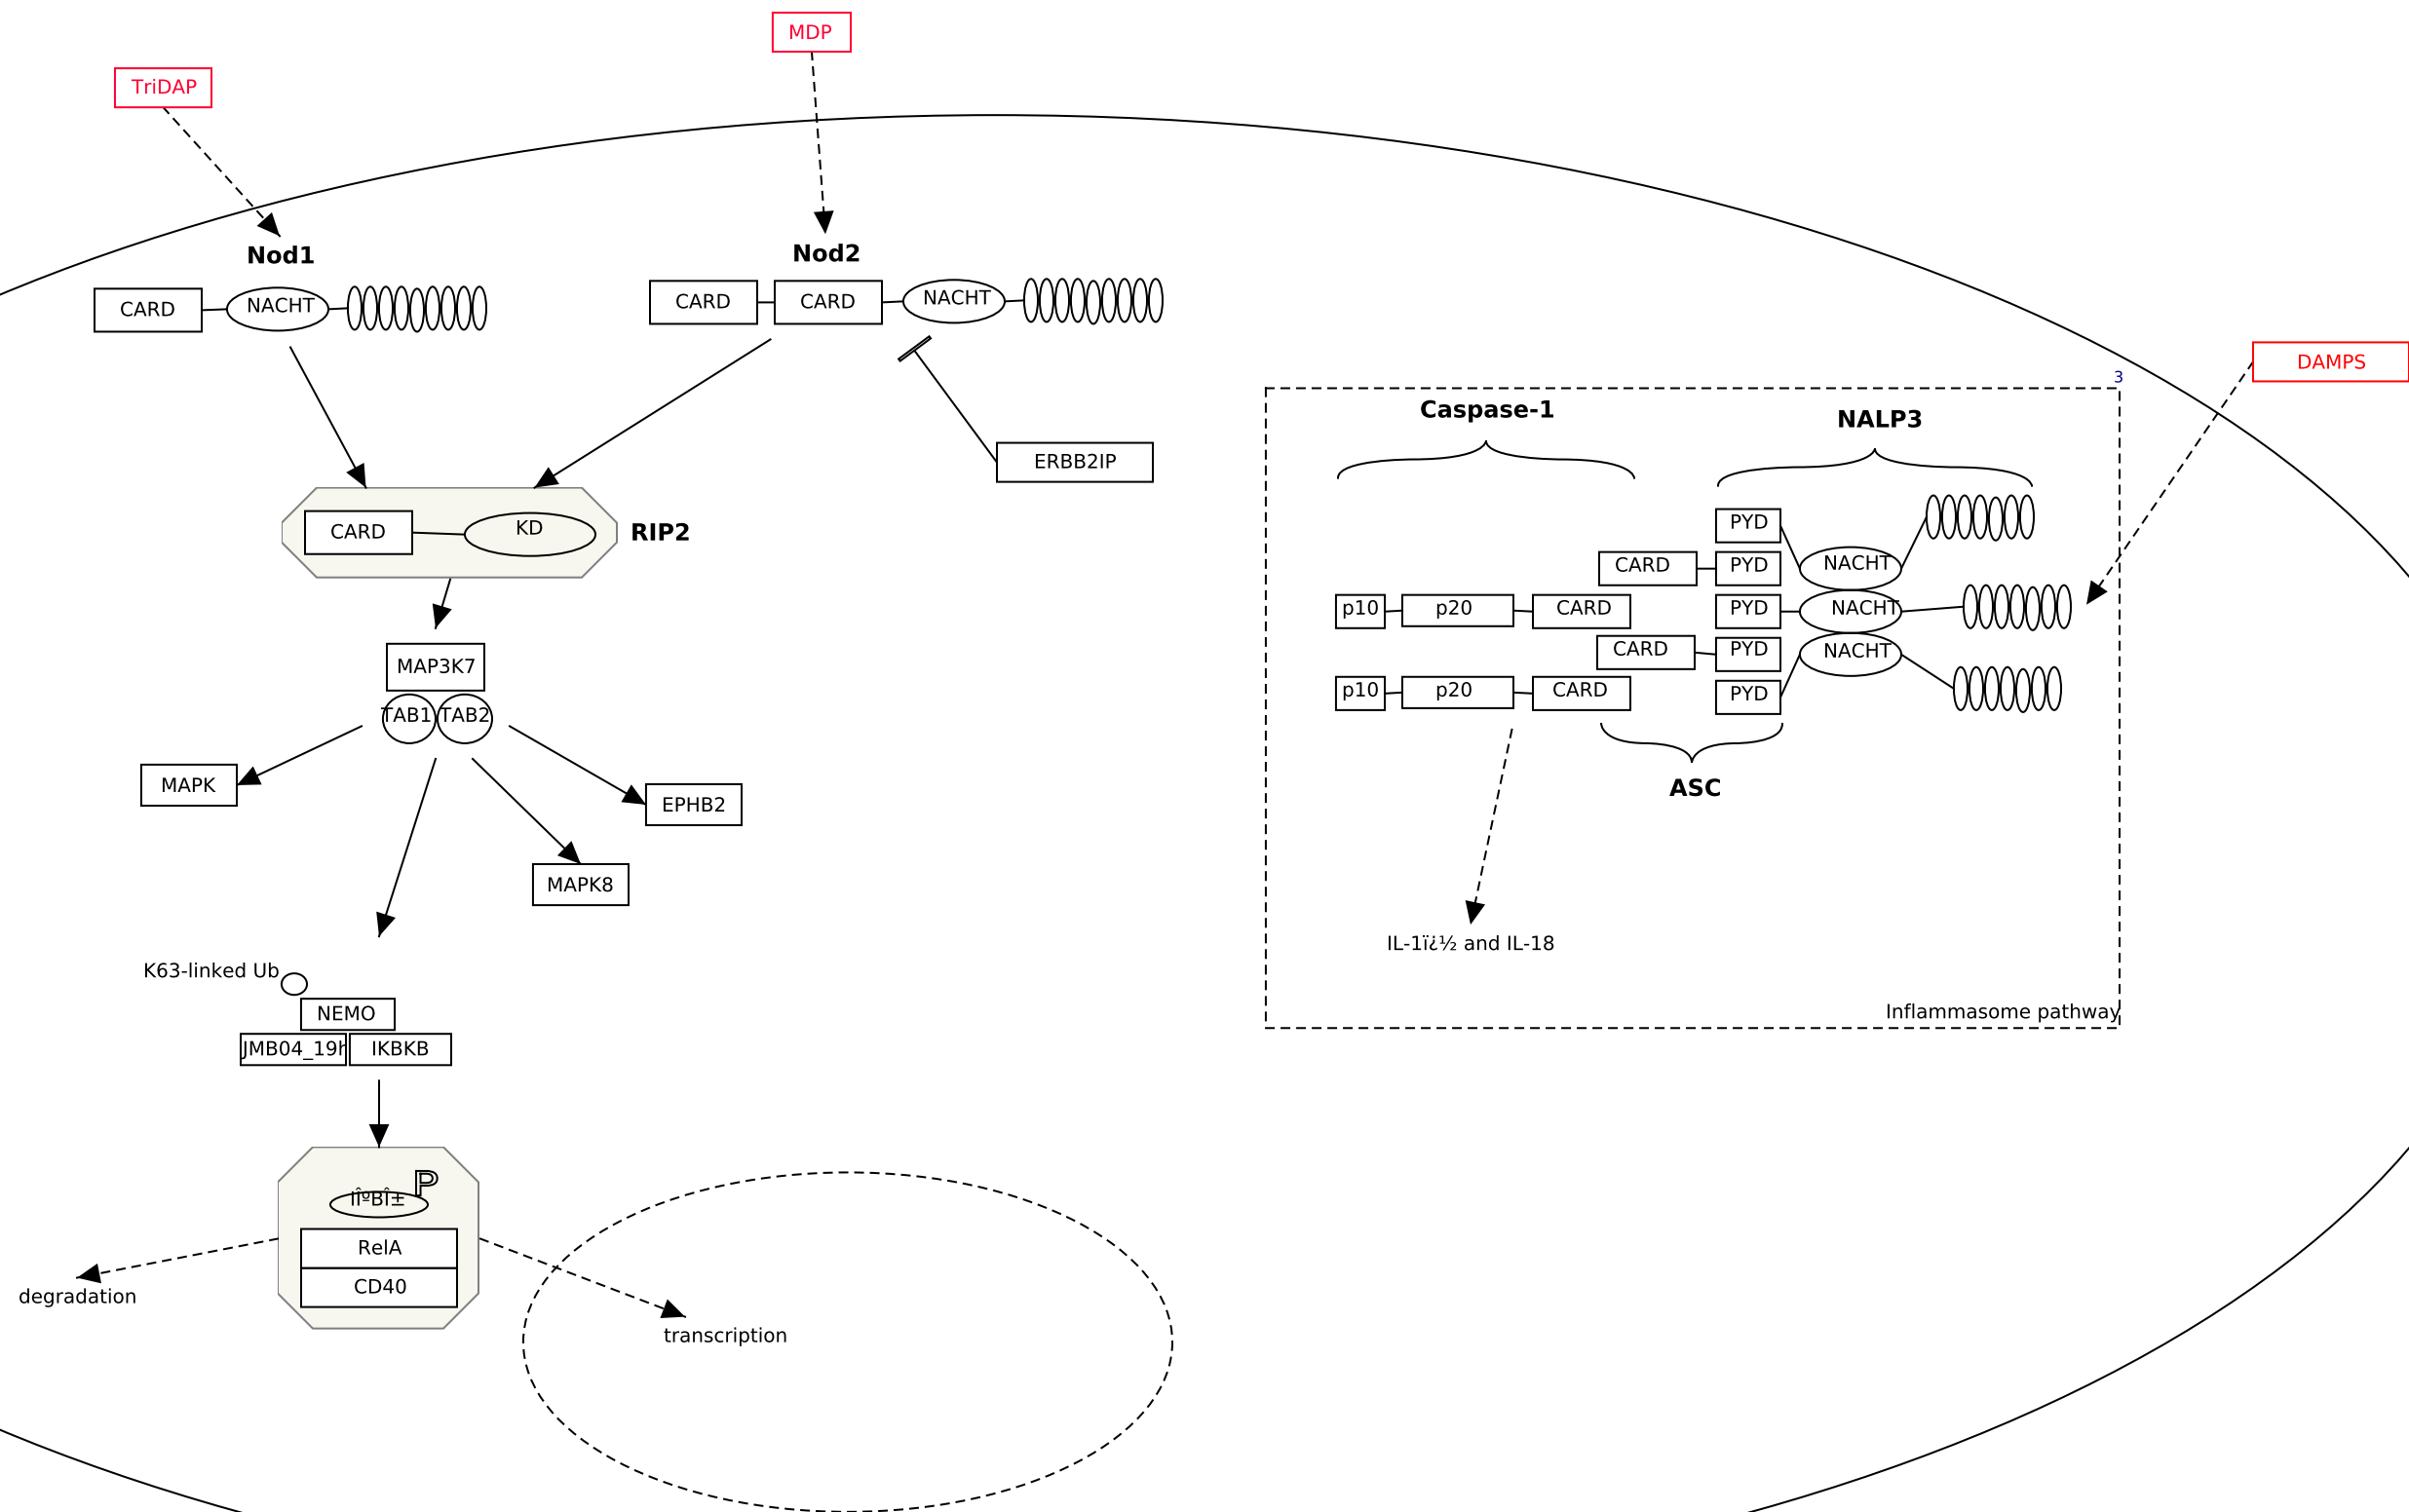 MDP
TriDAP
Nod1
Nod2
CARD
NACHT
CARD
CARD
NACHT
DAMPS
3
Caspase-1
NALP3
ERBB2IP
CARD
KD
RIP2
PYD
CARD
PYD
NACHT
p10
p20
CARD
PYD
NACHT
CARD
PYD
NACHT
p10
p20
CARD
PYD
MAP3K7
TAB1
TAB2
MAPK
EPHB2
ASC
MAPK8
IL-1ï¿½ and IL-18
K63-linked Ub
NEMO
Inflammasome pathway
JMB04_19h
IKBKB
P
IÎºBÎ±
RelA
CD40
degradation
transcription